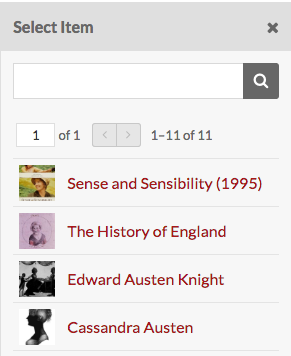 Select Item
1 of 1 1–11 of 11
Sense and Sensibility (1995)
The History of England
Edward Austen Knight
Cassandra Austen